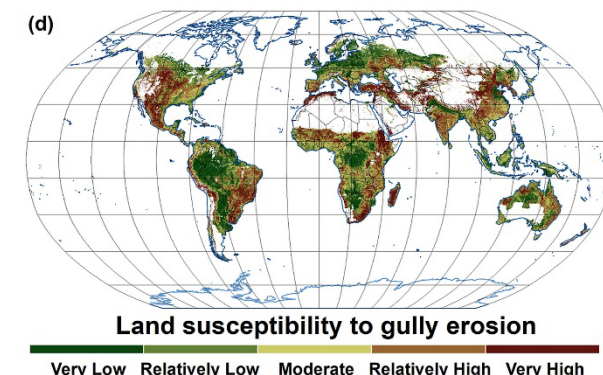 (d)
Land susceptibility to gully erosion
Very Low Relatively Low Moderate Relatively High Very High